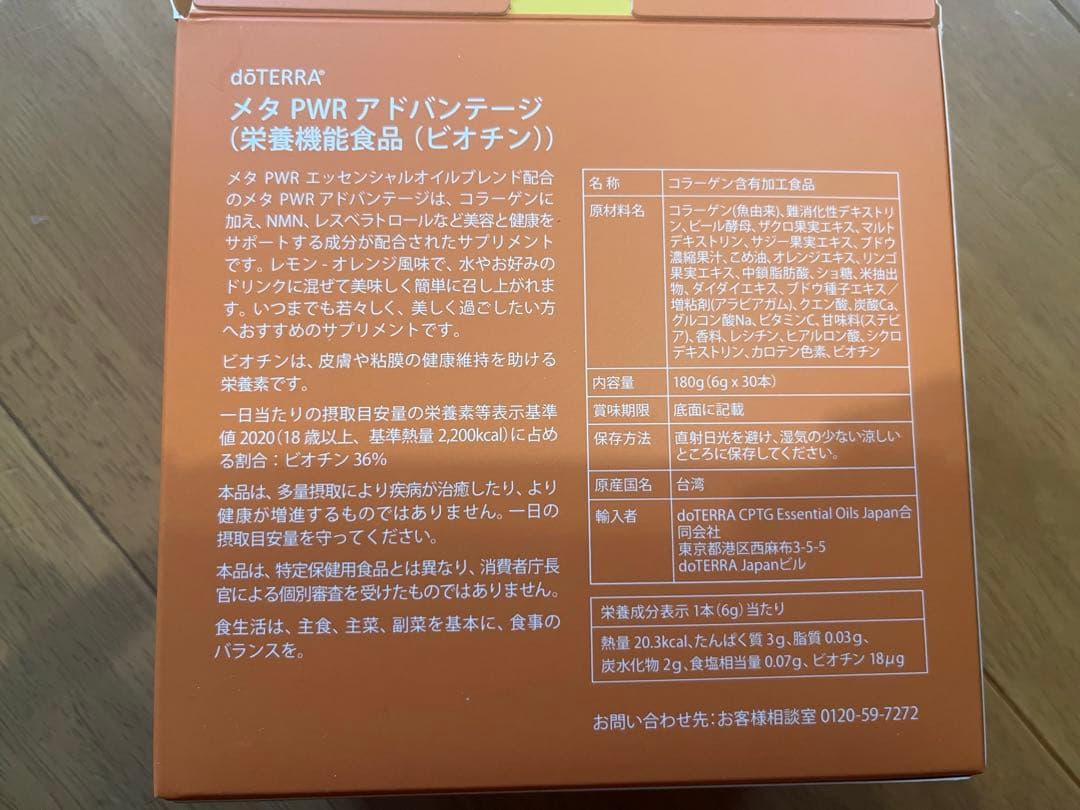 dōTERRA®
メタ PWR アドバンテージ
（栄養機能食品（ビオチン））
メタ PWR エッセンシャルオイルブレンド配合
のメタ PWR アドバンテージは、コラーゲンに
加え、NMN、レスベラトロールなど美容と健康を
サポートする成分が配合されたサプリメント
です。レモン - オレンジ風味で、水やお好みの
ドリンクに混ぜて美味しく簡単に召し上がれま
す。いつまでも若々しく、美しく過ごしたい方
へおすすめのサプリメントです。
ビオチンは、皮膚や粘膜の健康維持を助ける
栄養素です。
一日当たりの摂取目安量の栄養素等表示基準
値 2020（18 歳以上、基準熱量 2,200kcal）に占め
る割合：ビオチン 36%
本品は、多量摂取により疾病が治癒したり、より
健康が増進するものではありません。一日の
摂取目安量を守ってください。
本品は、特定保健用食品とは異なり、消費者庁長
官による個別審査を受けたものではありません。
食生活は、主食、主菜、副菜を基本に、食事の
バランスを。
名 称 コラーゲン含有加工食品
原材料名 コラーゲン(魚由来)、難消化性デキストリ
ン、ビール酵母、ザクロ果実エキス、マルト
デキストリン、サジー果実エキス、ブドウ
濃縮果汁、こめ油、オレンジエキス、リンゴ
果実エキス、中鎖脂肪酸、ショ糖、米抽出
物、ダイダイエキス、ブドウ種子エキス／
増粘剤(アラビアガム)、クエン酸、炭酸Ca、
グルコン酸Na、ビタミンC、甘味料(ステビ
ア)、香料、レシチン、ヒアルロン酸、シクロ
デキストリン、カロテン色素、ビオチン
内容量 180g（6g x 30本）
賞味期限 底面に記載
保存方法 直射日光を避け、湿気の少ない涼しい
ところに保存してください。
原産国名 台湾
輸入者 doTERRA CPTG Essential Oils Japan合
同会社
東京都港区西麻布3-5-5
doTERRA Japanビル
栄養成分表示 1本（6g）当たり
熱量 20.3kcal、たんぱく質 3g、脂質 0.03g、
炭水化物 2g、食塩相当量 0.07g、ビオチン 18μg
お問い合わせ先：お客様相談室 0120-59-7272